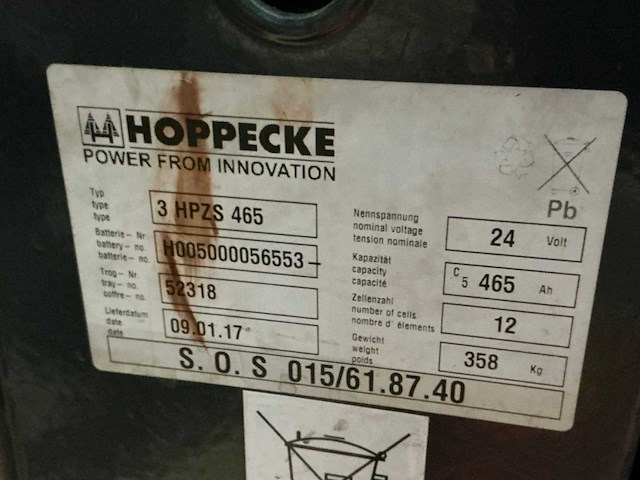 HOPPECKE
POWER FROM INNOVATION
Typ
type
type
3 HPZS 465
Batterie- Nr.
battery- no.
batterie- no.
H005000056553-
Trog- Nr.
tray- no.
coffre- no.
52318
Lieferdatum
date
date
09.01.17
Pb
Nennspannung
nominal voltage
tension nominale
24 Volt
Kapazität
capacity
capacité
C5 465 Ah
Zellenzahl
number of cells
nombre d' élements
12
Gewicht
weight
poids
358 Kg
S. O. S 015/61.87.40